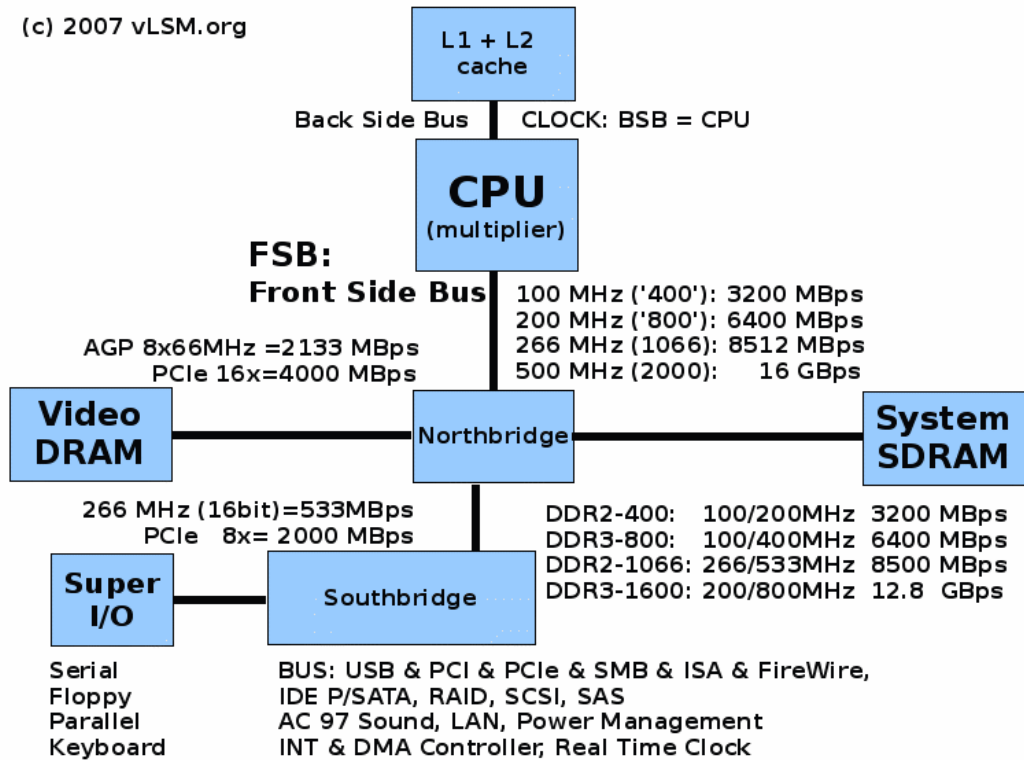 (c) 2007 vLSM.org
L1 + L2
cache
Back Side Bus
CLOCK: BSB = CPU
CPU
(multiplier)
FSB:
Front Side Bus
100 MHz ('400'): 3200 MBps
200 MHz ('800'): 6400 MBps
266 MHz (1066): 8512 MBps
500 MHz (2000): 16 GBps
AGP 8x66MHz =2133 MBps
PCIe 16x=4000 MBps
Video
DRAM
Northbridge
System
SDRAM
266 MHz (16bit)=533MBps
PCIe 8x= 2000 MBps
DDR2-400: 100/200MHz 3200 MBps
DDR3-800: 100/400MHz 6400 MBps
DDR2-1066: 266/533MHz 8500 MBps
DDR3-1600: 200/800MHz 12.8 GBps
Super
I/O
Southbridge
Serial
Floppy
Parallel
Keyboard
BUS: USB & PCI & PCIe & SMB & ISA & FireWire,
IDE P/SATA, RAID, SCSI, SAS
AC 97 Sound, LAN, Power Management
INT & DMA Controller, Real Time Clock